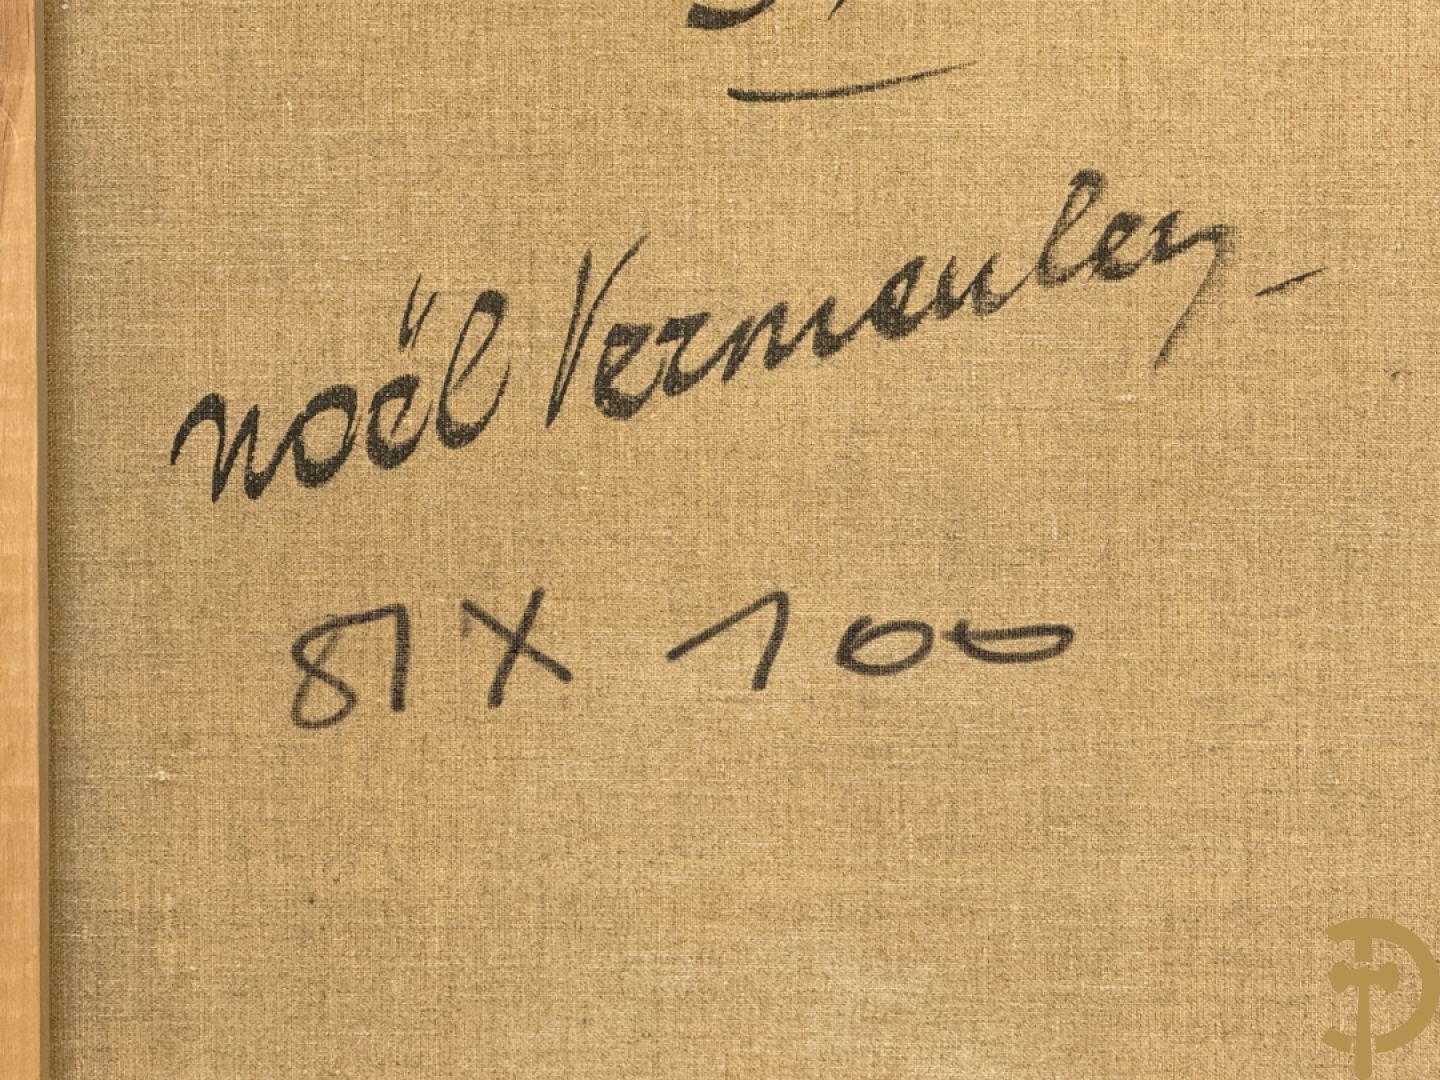 noël Vermeulen
81 X 100